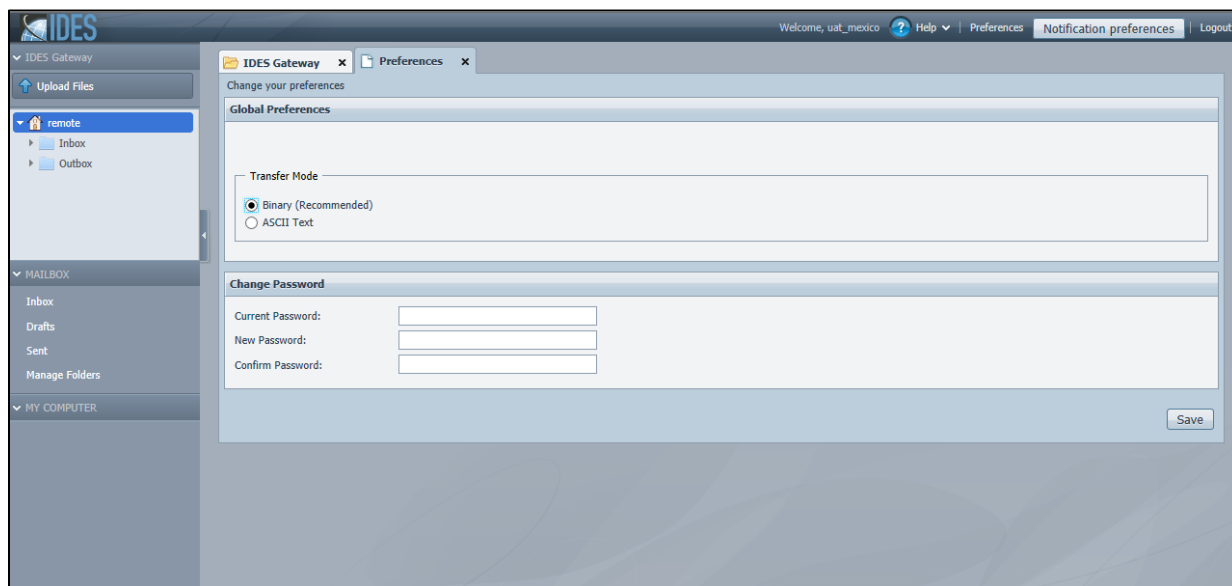 IDES
Welcome, uat_mexico ? Help | Preferences Notification preferences | Logout
IDES Gateway
Upload Files
remote
Inbox
Outbox
MAILBOX
Inbox
Drafts
Sent
Manage Folders
MY COMPUTER
IDES Gateway x Preferences x
Change your preferences
Global Preferences
Transfer Mode
Binary (Recommended)
ASCII Text
Change Password
Current Password:
New Password:
Confirm Password:
Save